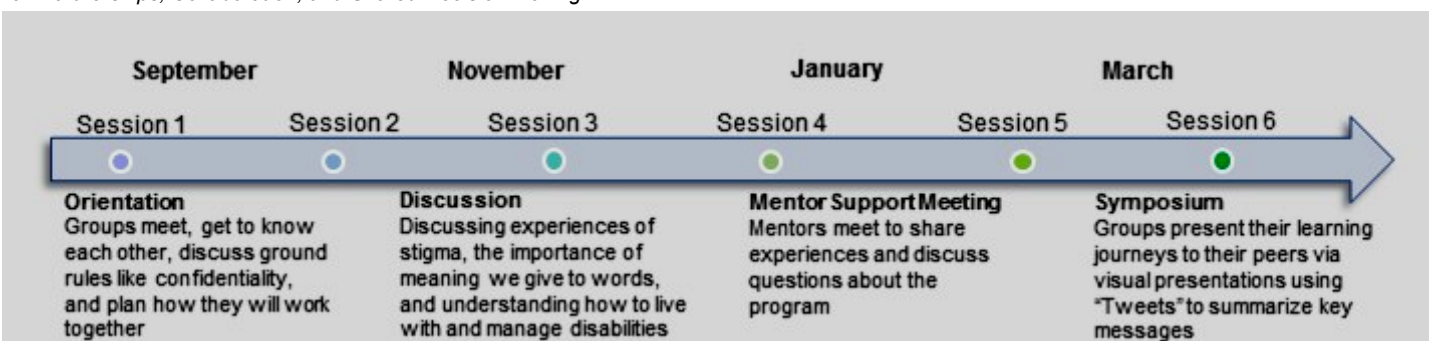 September November January March
Session 1 Session 2 Session 3 Session 4 Session 5 Session 6
Orientation
Groups meet, get to know
each other, discuss ground
rules like confidentiality,
and plan how they will work
together
Discussion
Discussing experiences of
stigma, the importance of
meaning we give to words,
and understanding how to live
with and manage disabilities
Mentor Support Meeting
Mentors meet to share
experiences and discuss
questions about the
program
Symposium
Groups present their learning
journeys to their peers via
visual presentations using
"Tweets" to summarize key
messages